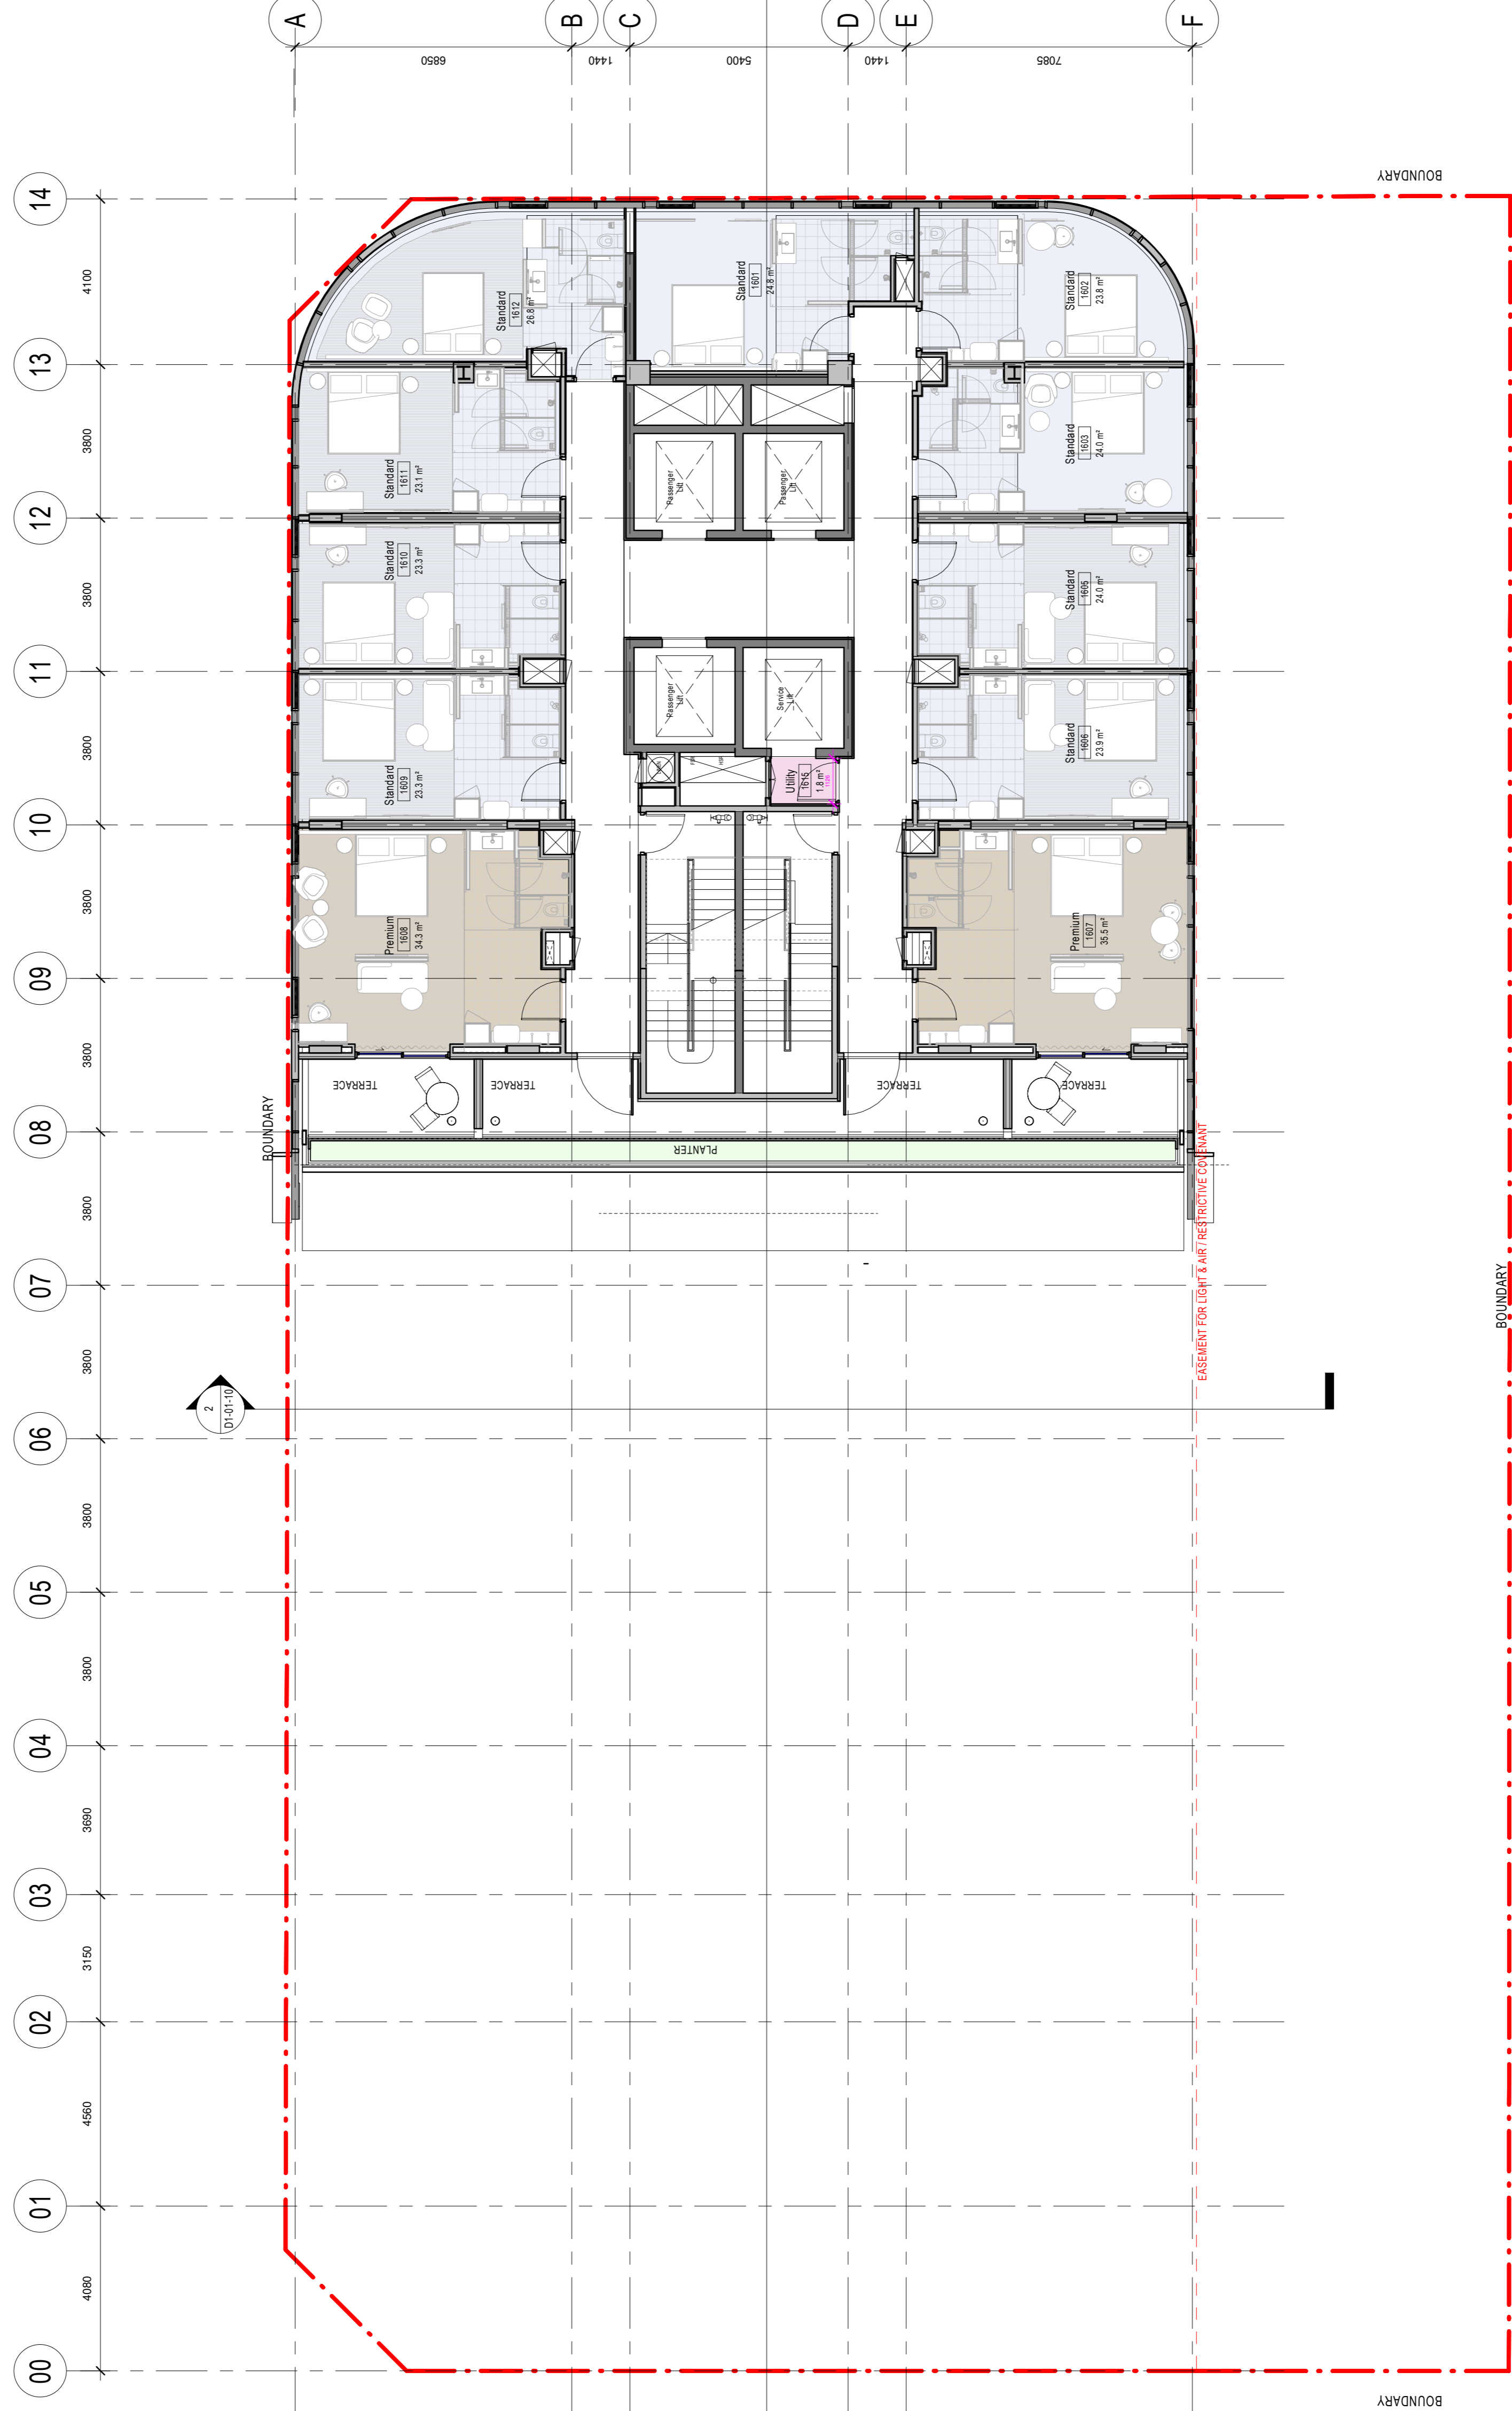 A
B
C
D
E
F
6850
1440
5400
1440
7085
14
13
12
11
10
09
08
07
06
05
04
03
02
01
00
4100
3800
3800
3800
3800
3800
3800
3800
3800
3800
3800
3690
3150
4560
4080
BOUNDARY
Standard
1612
26.8 m²
Standard
1601
24.8 m²
Standard
1602
23.8 m²
Standard
1611
23.1 m²
Standard
1603
24.0 m²
Passenger
Lift
Passenger
Lift
Standard
1610
23.3 m²
Standard
1605
24.0 m²
Passenger
Lift
Service
Lift
Standard
1609
23.3 m²
Utility
1615
1.8 m²
Standard
1606
23.9 m²
FSR
HSR
Premium
1608
34.3 m²
Premium
1607
35.5 m²
TERRACE
TERRACE
TERRACE
TERRACE
BOUNDARY
PLANTER
EASEMENT FOR LIGHT & AIR / RESTRICTIVE COVENANT
BOUNDARY
2
D1-01-10
BOUNDARY